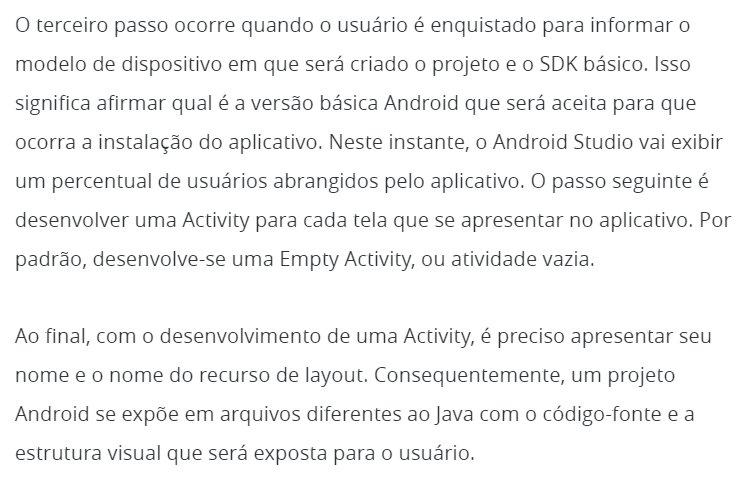 O terceiro passo ocorre quando o usuário é enquistado para informar o
modelo de dispositivo em que será criado o projeto e o SDK básico. Isso
significa afirmar qual é a versão básica Android que será aceita para que
ocorra a instalação do aplicativo. Neste instante, o Android Studio vai exibir
um percentual de usuários abrangidos pelo aplicativo. O passo seguinte é
desenvolver uma Activity para cada tela que se apresentar no aplicativo. Por
padrão, desenvolve-se uma Empty Activity, ou atividade vazia.
Ao final, com o desenvolvimento de uma Activity, é preciso apresentar seu
nome e o nome do recurso de layout. Consequentemente, um projeto
Android se expõe em arquivos diferentes ao Java com o código-fonte e a
estrutura visual que será exposta para o usuário.